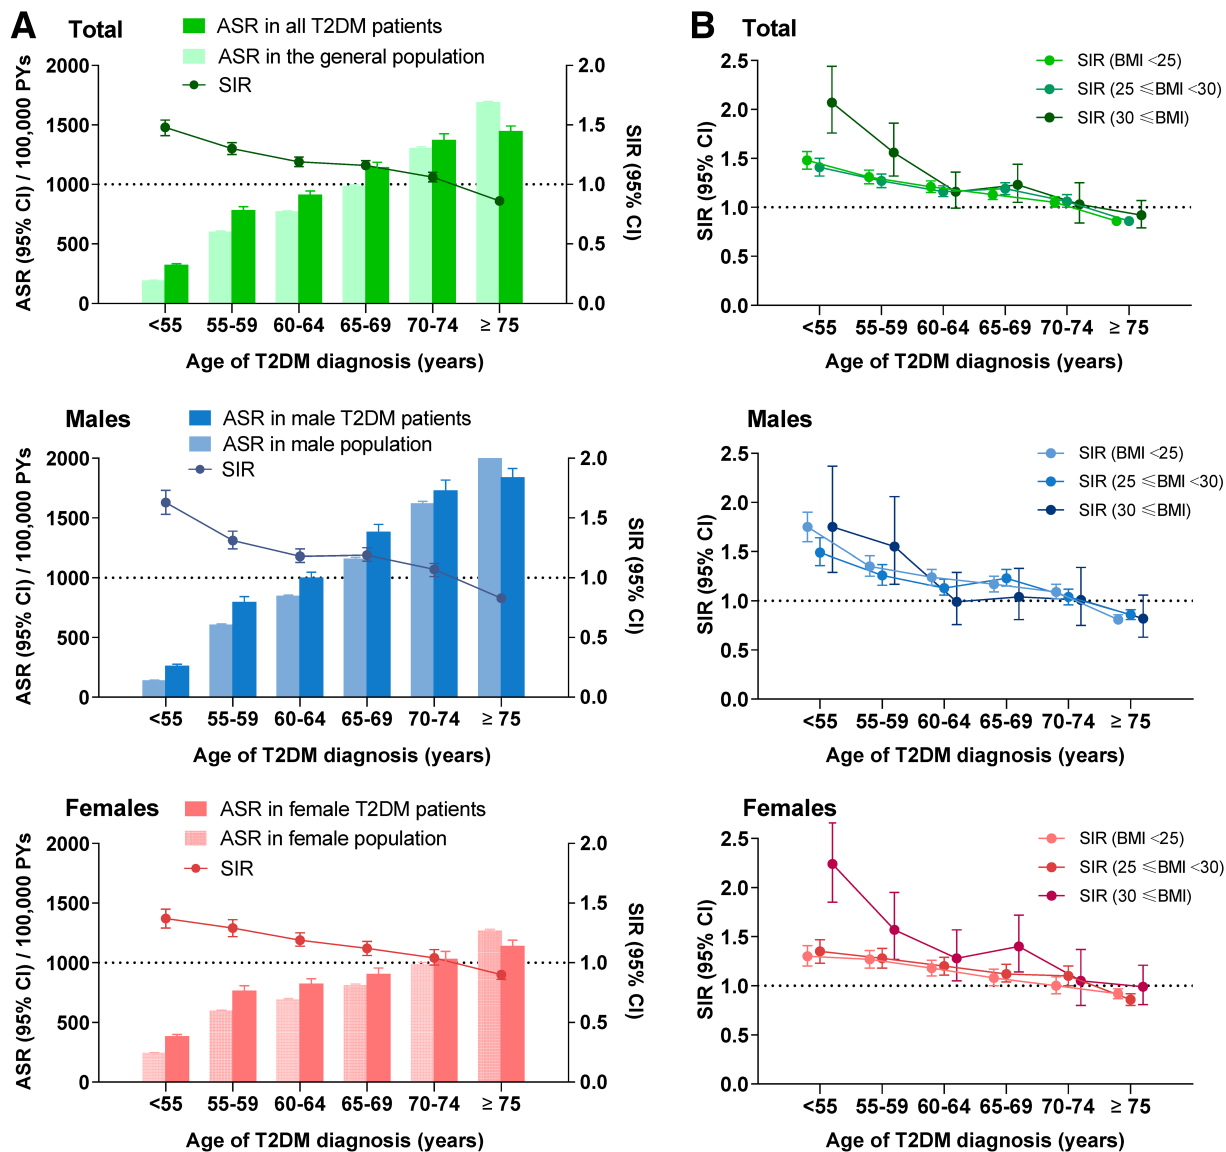 A
Total
ASR in all T2DM patients
ASR in the general population
SIR
ASR (95% CI) / 100,000 PYs
2000
1500
1000
500
0
2.0
1.5
1.0
0.5
0.0
SIR (95% CI)
<55 55-59 60-64 65-69 70-74 ≥ 75
Age of T2DM diagnosis (years)
B
Total
SIR (BMI <25)
SIR (25 ≤BMI <30)
SIR (30 ≤BMI)
SIR (95% CI)
2.5
2.0
1.5
1.0
0.5
0.0
<55 55-59 60-64 65-69 70-74 ≥ 75
Age of T2DM diagnosis (years)
Males
ASR in male T2DM patients
ASR in male population
SIR
ASR (95% CI) / 100,000 PYs
2000
1500
1000
500
0
2.0
1.5
1.0
0.5
0.0
SIR (95% CI)
<55 55-59 60-64 65-69 70-74 ≥ 75
Age of T2DM diagnosis (years)
Males
SIR (BMI <25)
SIR (25 ≤BMI <30)
SIR (30 ≤BMI)
SIR (95% CI)
2.5
2.0
1.5
1.0
0.5
0.0
<55 55-59 60-64 65-69 70-74 ≥ 75
Age of T2DM diagnosis (years)
Females
ASR in female T2DM patients
ASR in female population
SIR
ASR (95% CI) / 100,000 PYs
2000
1500
1000
500
0
2.0
1.5
1.0
0.5
0.0
SIR (95% CI)
<55 55-59 60-64 65-69 70-74 ≥ 75
Age of T2DM diagnosis (years)
Females
SIR (BMI <25)
SIR (25 ≤BMI <30)
SIR (30 ≤BMI)
SIR (95% CI)
2.5
2.0
1.5
1.0
0.5
0.0
<55 55-59 60-64 65-69 70-74 ≥ 75
Age of T2DM diagnosis (years)